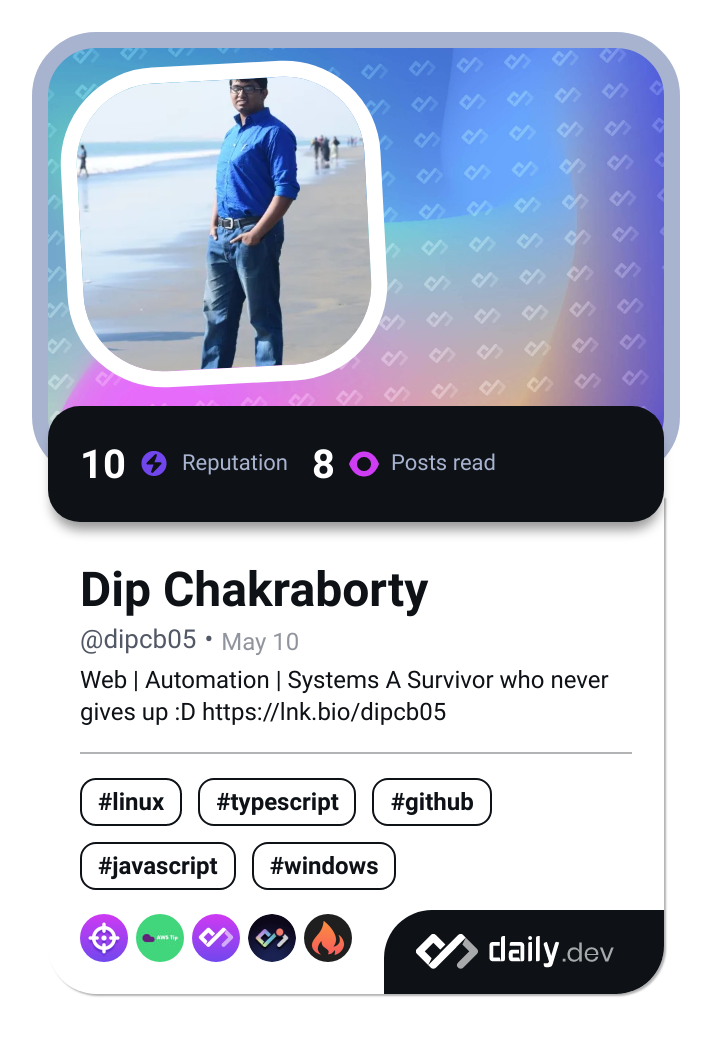 10 Reputation 8 Posts read
Dip Chakraborty
@dipcb05 • May 10
Web | Automation | Systems A Survivor who never
gives up :D https://lnk.bio/dipcb05
#linux #typescript #github
#javascript #windows
AWS Tip
daily.dev